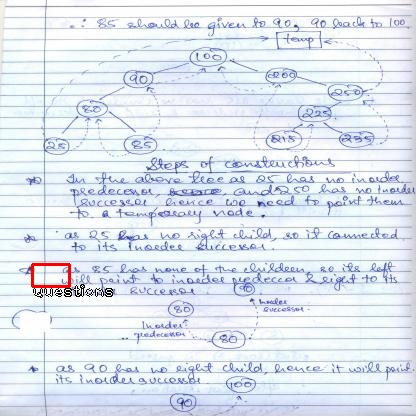 ∴ 85 should be given to 90, 90 back to 100.
temp
100
90
200
80
250
225
25
85
215
235
Steps of constructions
In the above tree as 25 has no inorder
predecessor, and 250 has no inorder
successor, hence we need to point them
to a temporary node.
as 25 has no right child, so it connected
to its inorder successor.
as 85 has none of the children, so its left
will point to inorder predeccor & right to its
Questions
successor.
90
80
Inorder
successor.
Inorder
predecessor
80
as 90 has no right child, hence it will point
its inorder successor
100
90